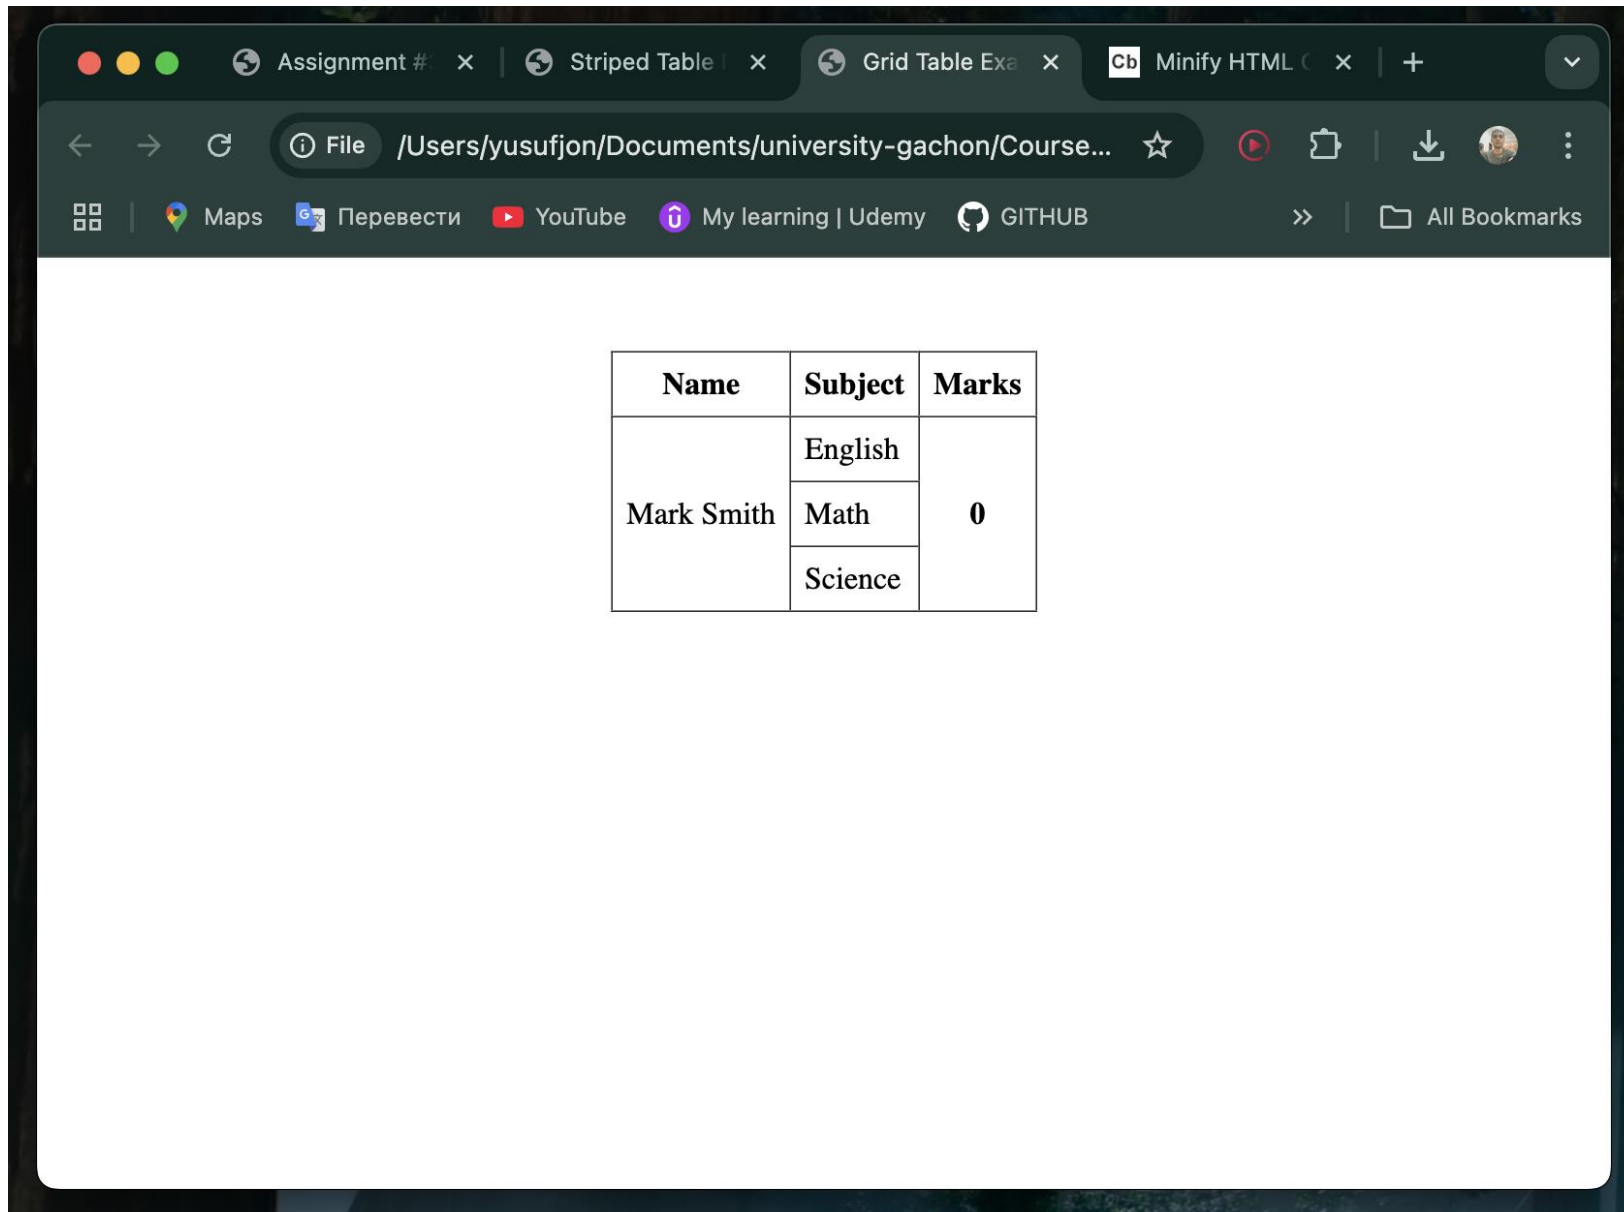 Assignment #
Striped Table
Grid Table Exa
Cb Minify HTML
File /Users/yusufjon/Documents/university-gachon/Course...
Maps
Перевести
YouTube
My learning | Udemy
GITHUB
All Bookmarks
Name Subject Marks
English
Mark Smith Math 0
Science